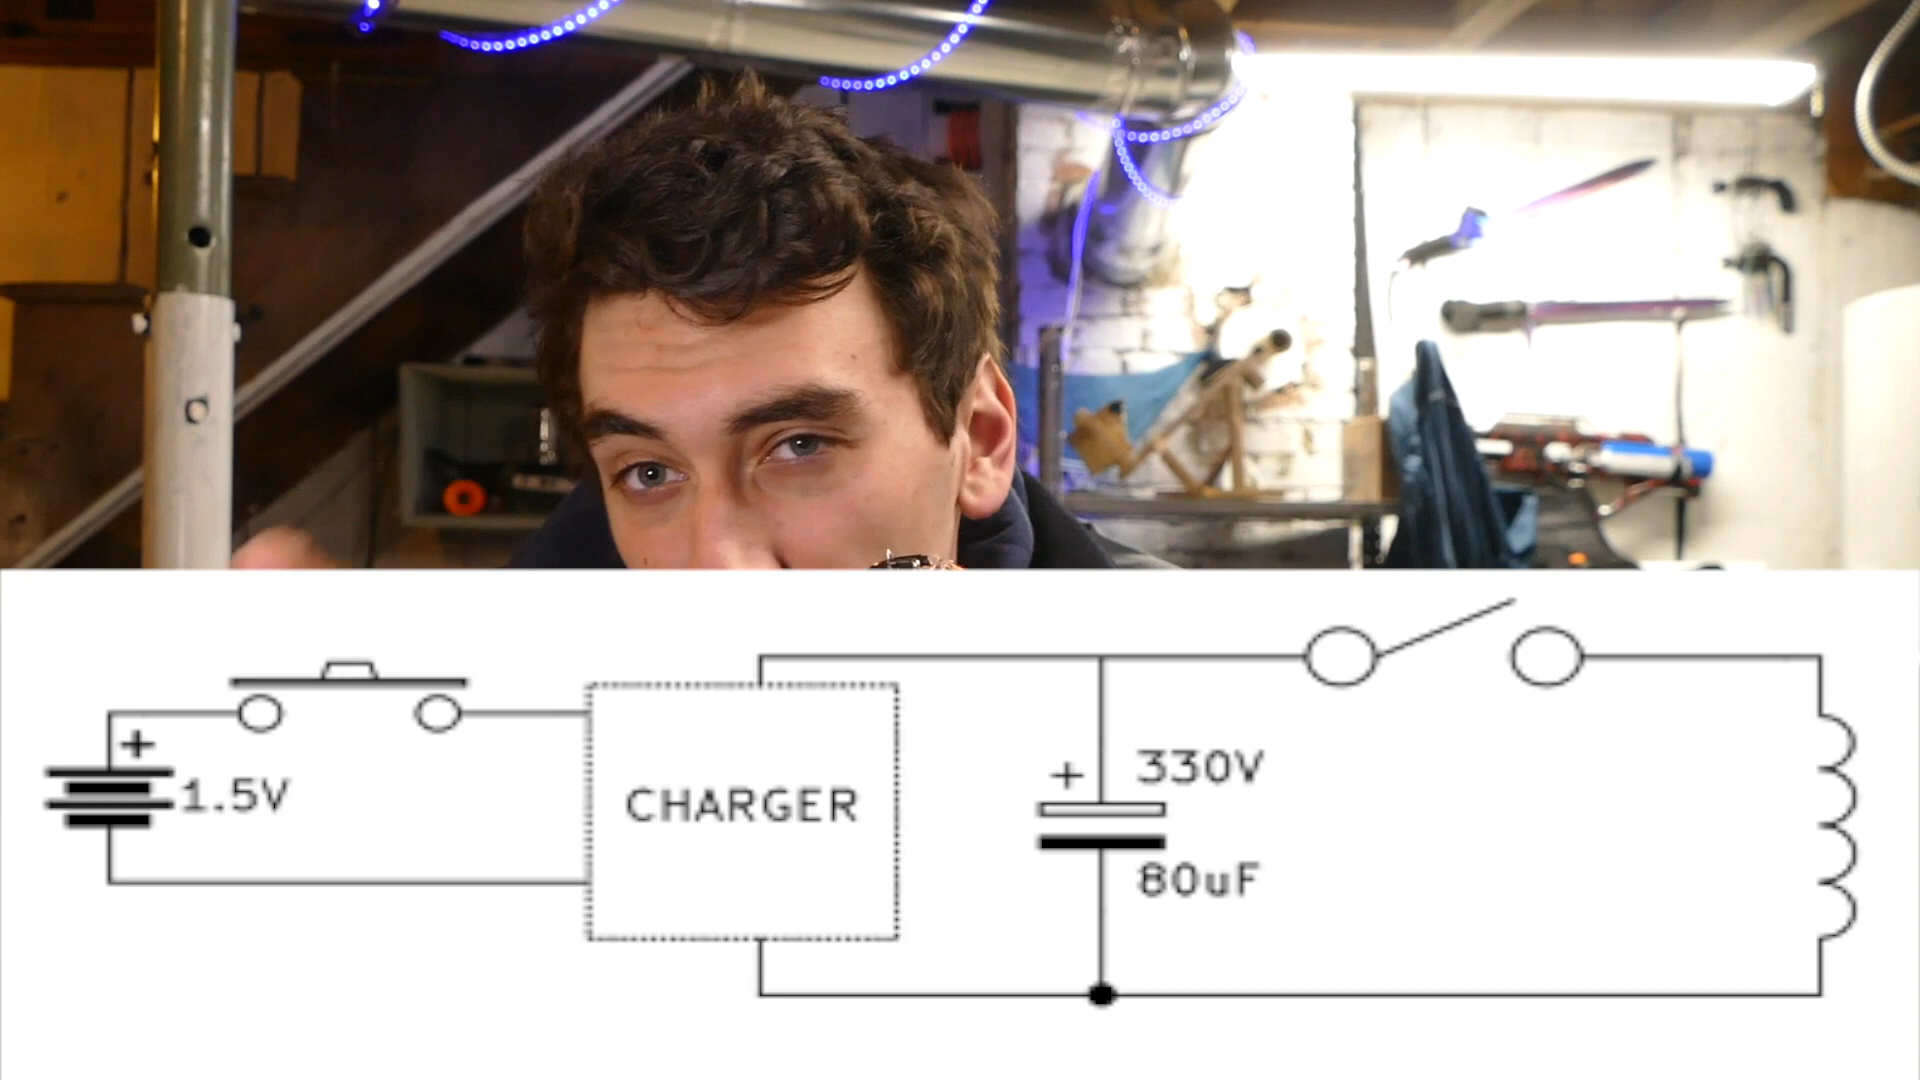 +
1.5V
CHARGER
+
330V
80uF